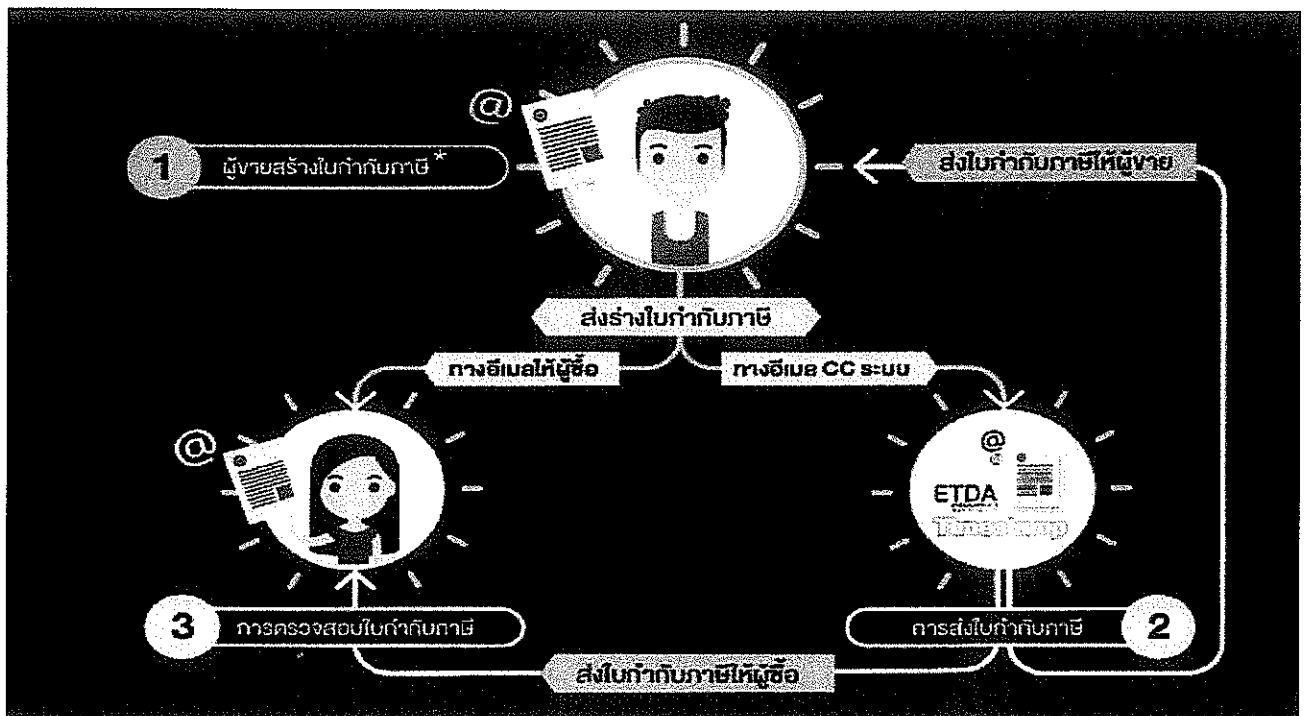 @
1 ผู้ขายสร้างใบกำกับภาษี*
ส่งใบกำกับภาษีให้ผู้ขาย
ส่งร่างใบกำกับภาษี
ทางอีเมลให้ผู้ซื้อ
ทางอีเมล CC ระบบ
@
@
ETDA
TimeStamp
3 การตรวจสอบใบกำกับภาษี
การส่งใบกำกับภาษี 2
ส่งใบกำกับภาษีให้ผู้ซื้อ